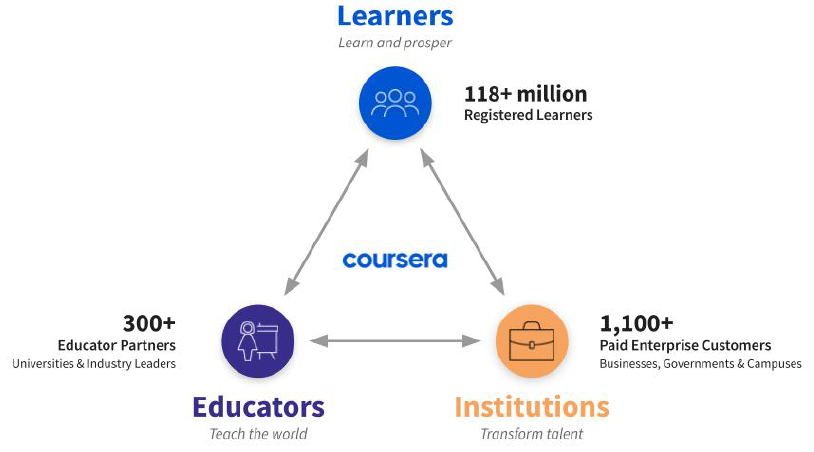 Learners
Learn and prosper
118+ million
Registered Learners
coursera
300+
Educator Partners
Universities & Industry Leaders
1,100+
Paid Enterprise Customers
Businesses, Governments & Campuses
Educators
Teach the world
Institutions
Transform talent